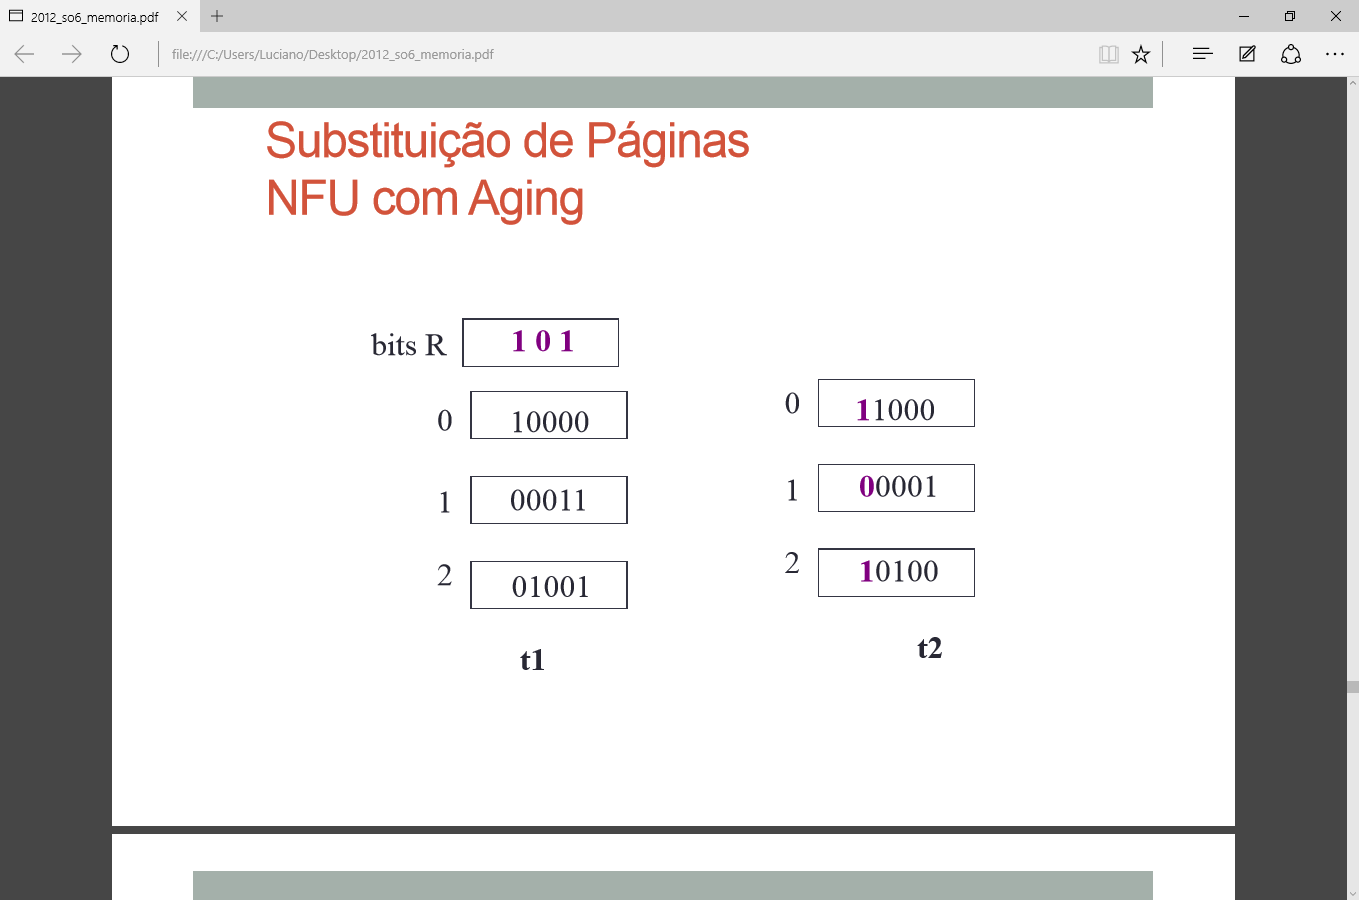 2012_so6_memoria.pdf
file:///C:/Users/Luciano/Desktop/2012_so6_memoria.pdf
Substituição de Páginas
NFU com Aging
bits R 1 0 1
0 10000
1 00011
2 01001
t1
0 11000
1 00001
2 10100
t2